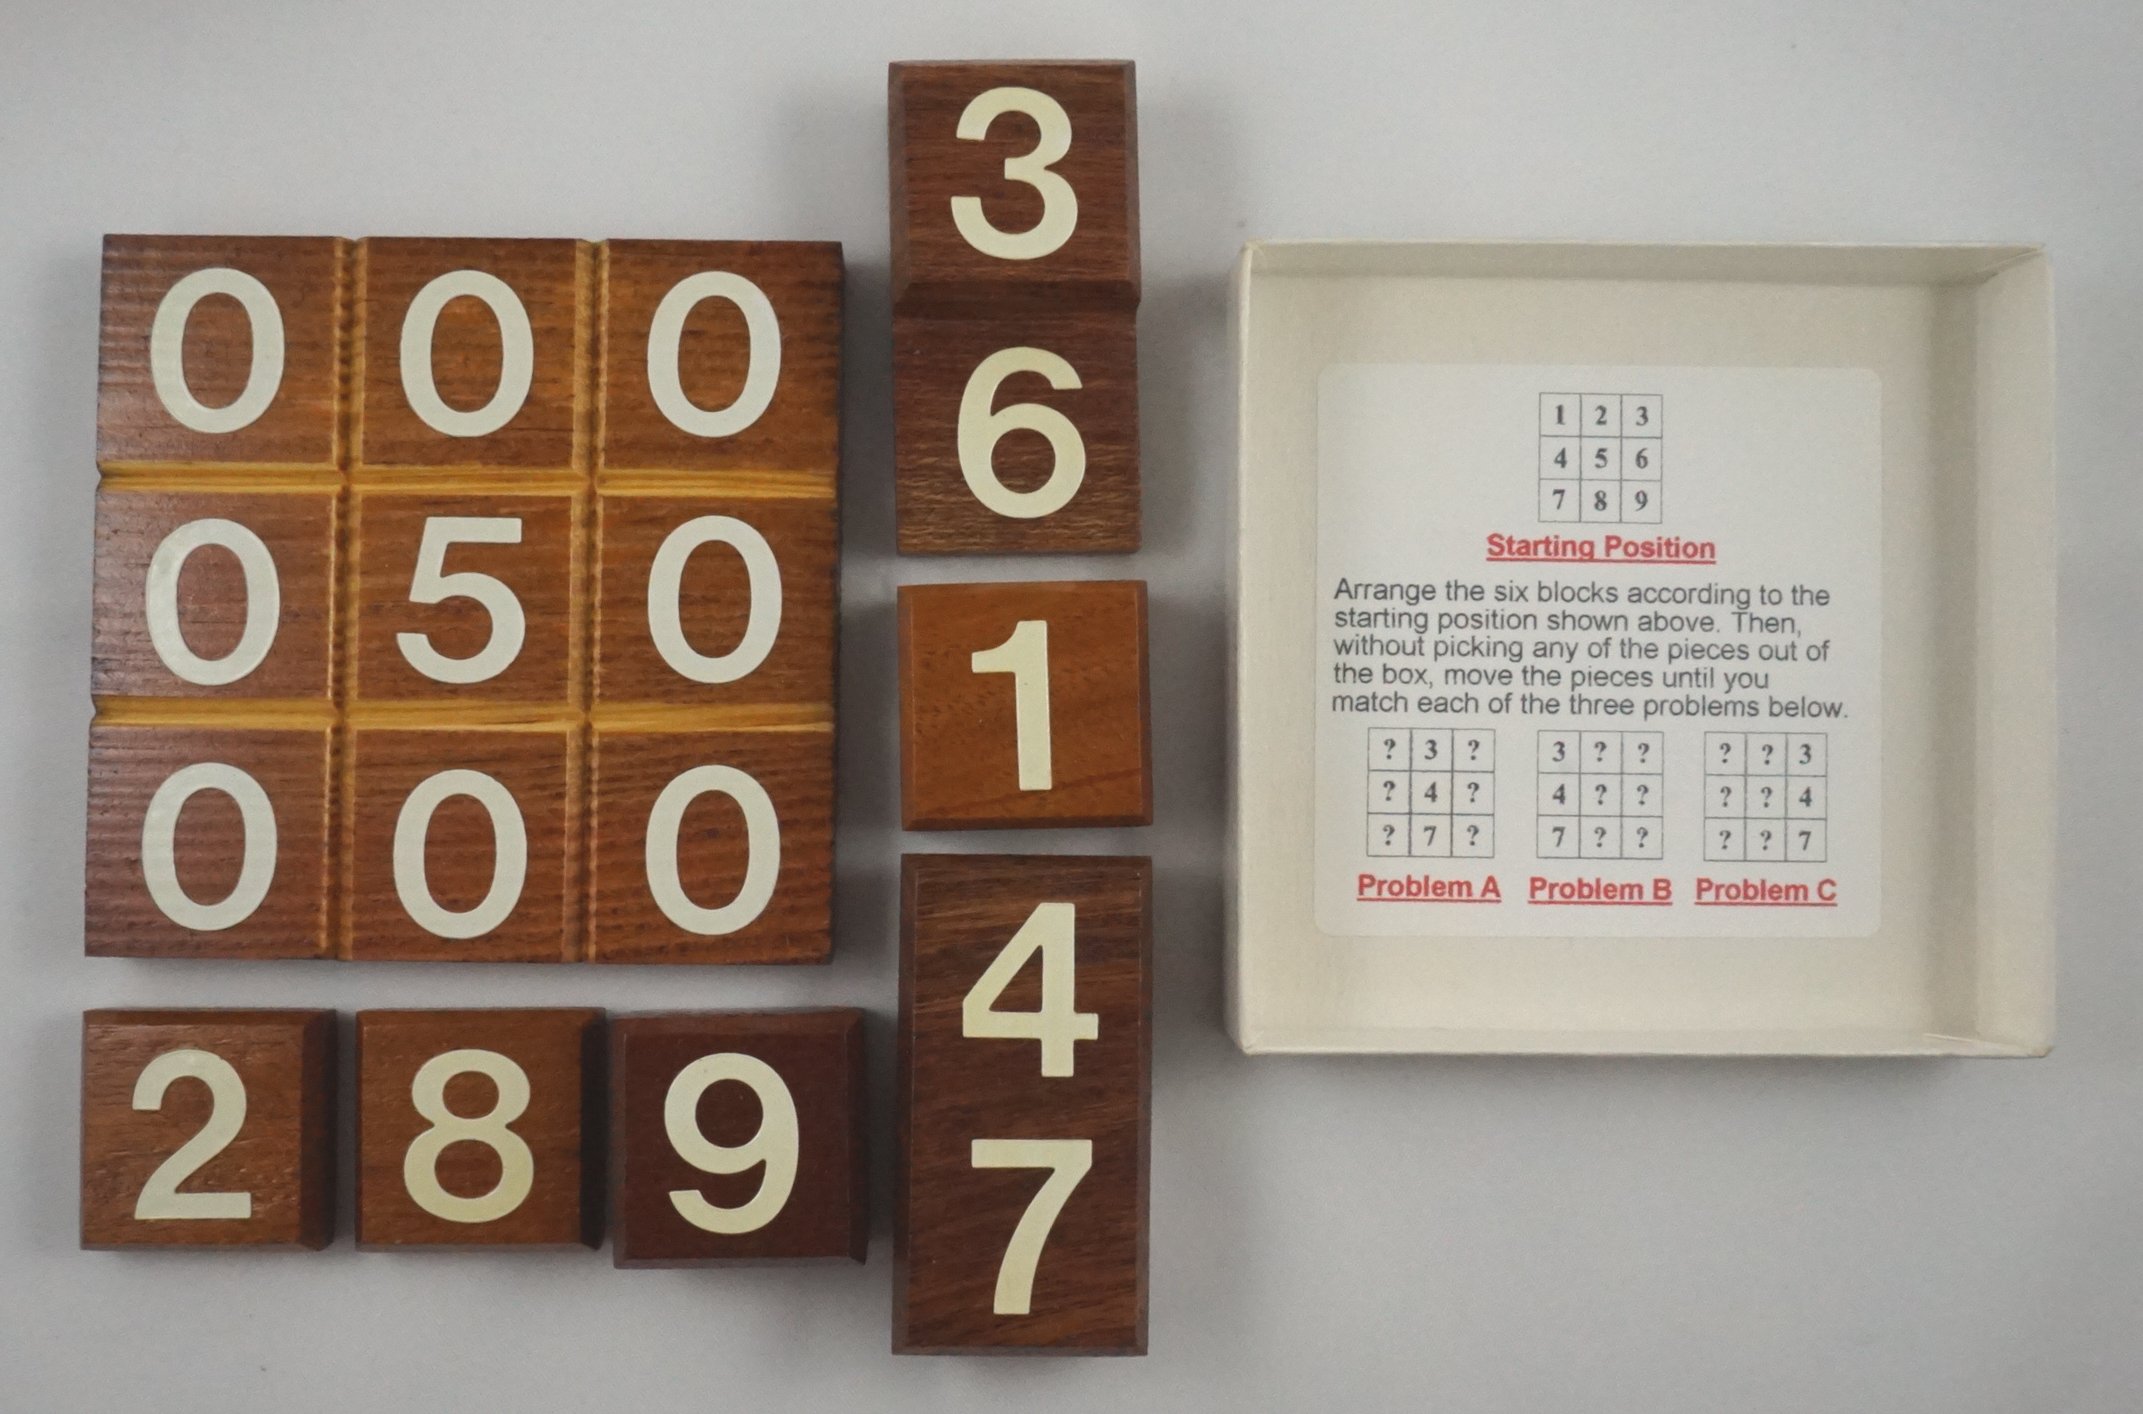 3
0 0 0
6
0 5 0
1
0 0 0
4
2 8 9
7
1 2 3
4 5 6
7 8 9
Starting Position
Arrange the six blocks according to the
starting position shown above. Then,
without picking any of the pieces out of
the box, move the pieces until you
match each of the three problems below.
? 3 ?
? 4 ?
? 7 ?
Problem A
3 ? ?
4 ? ?
7 ? ?
Problem B
? ? 3
? ? 4
? ? 7
Problem C